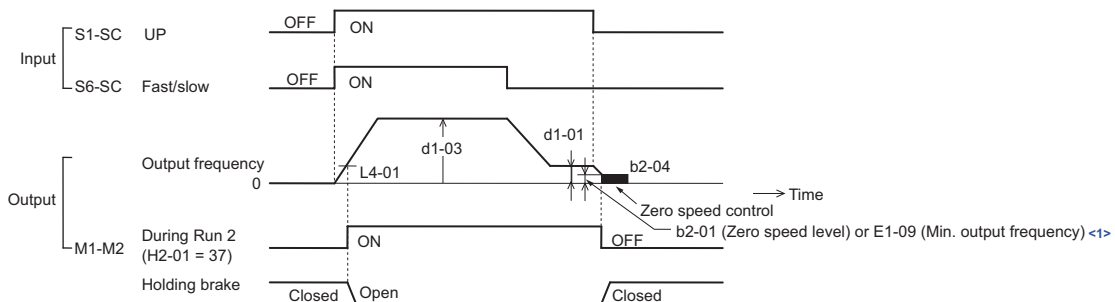 Input
S1-SC UP OFF ON
S6-SC Fast/slow OFF ON
Output
Output frequency
0
L4-01
d1-03
d1-01
b2-04
Time
Zero speed control
b2-01 (Zero speed level) or E1-09 (Min. output frequency) <1>
M1-M2 During Run 2
(H2-01 = 37)
ON OFF
Holding brake
Closed Open Closed